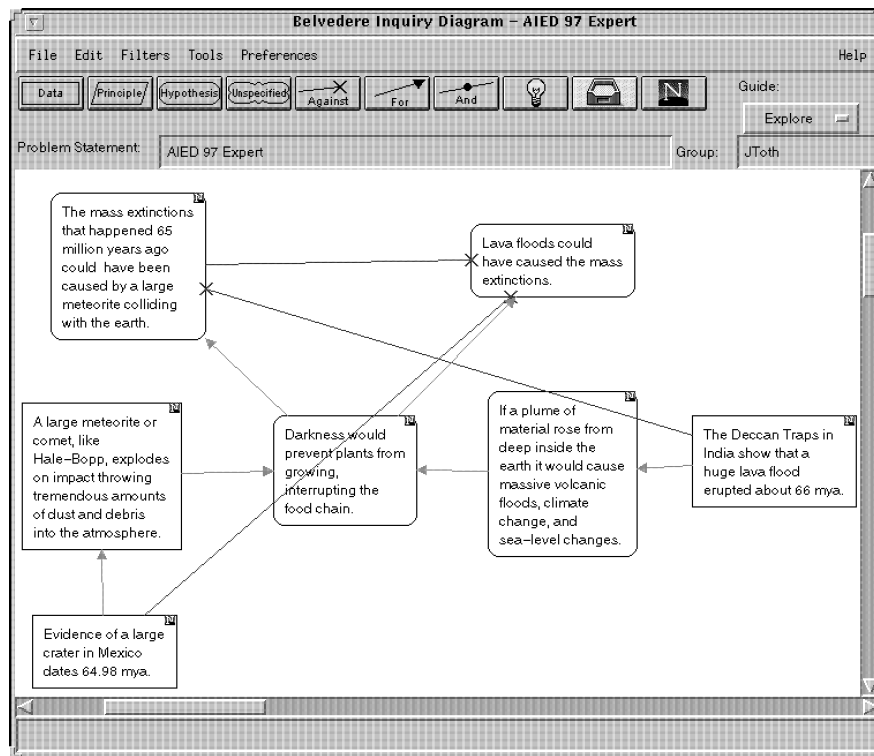 Belvedere Inquiry Diagram – AIED 97 Expert
File Edit Filters Tools Preferences Help
Data Principle Hypothesis Unspecified Against For And N
Guide:
Explore
Problem Statement: AIED 97 Expert Group: JToth
The mass extinctions
that happened 65
million years ago
could have been
caused by a large
meteorite colliding
with the earth.
Lava floods could
have caused the mass
extinctions.
A large meteorite or
comet, like
Hale–Bopp, explodes
on impact throwing
tremendous amounts
of dust and debris
into the atmosphere.
Darkness would
prevent plants from
growing,
interrupting the
food chain.
If a plume of
material rose from
deep inside the
earth it would cause
massive volcanic
floods, climate
change, and
sea–level changes.
The Deccan Traps in
India show that a
huge lava flood
erupted about 66 mya.
Evidence of a large
crater in Mexico
dates 64.98 mya.